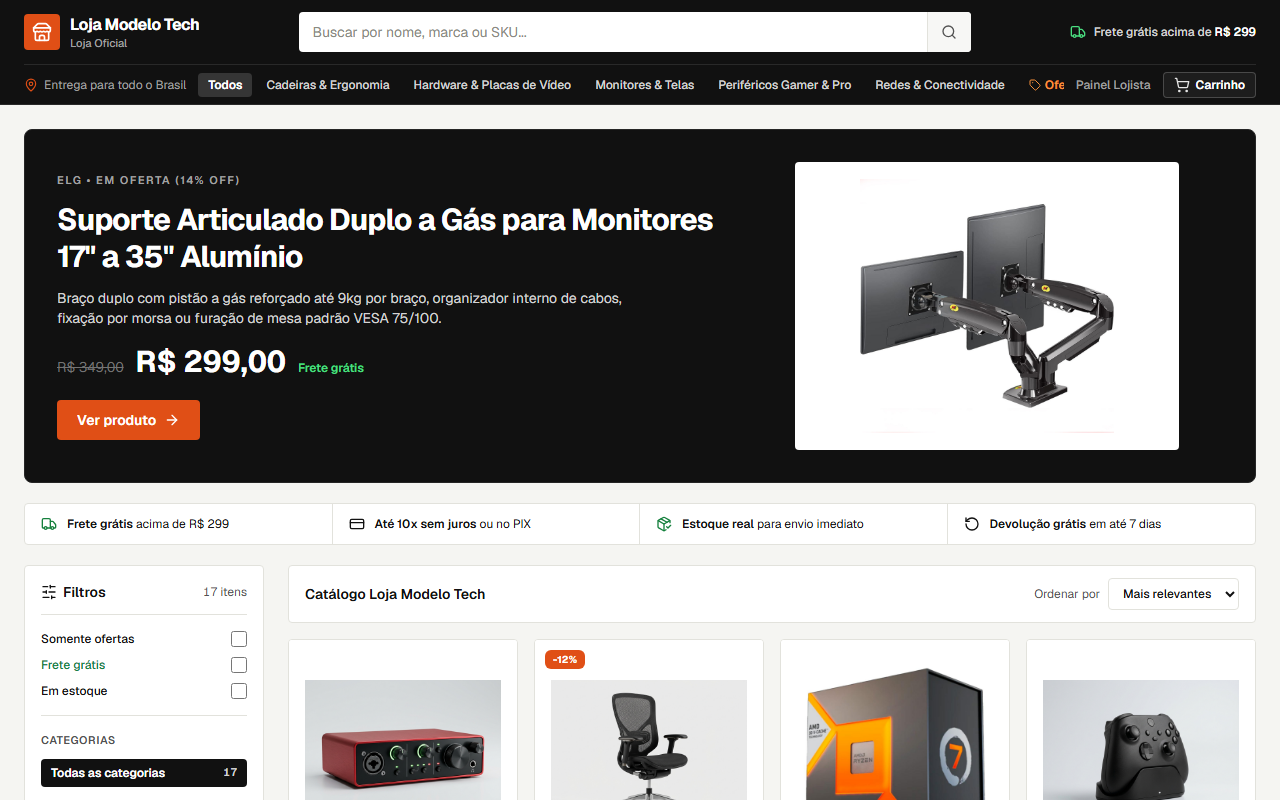 Loja Modelo Tech
Loja Oficial
Buscar por nome, marca ou SKU...
Frete grátis acima de R$ 299
Entrega para todo o Brasil
Todos
Cadeiras & Ergonomia
Hardware & Placas de Vídeo
Monitores & Telas
Periféricos Gamer & Pro
Redes & Conectividade
Ofe
Painel Lojista
Carrinho
ELG • EM OFERTA (14% OFF)
Suporte Articulado Duplo a Gás para Monitores
17" a 35" Alumínio
Braço duplo com pistão a gás reforçado até 9kg por braço, organizador interno de cabos,
fixação por morsa ou furação de mesa padrão VESA 75/100.
R$ 349,00 R$ 299,00 Frete grátis
Ver produto
Frete grátis acima de R$ 299
Até 10x sem juros ou no PIX
Estoque real para envio imediato
Devolução grátis em até 7 dias
Filtros
17 itens
Somente ofertas
Frete grátis
Em estoque
CATEGORIAS
Todas as categorias 17
Catálogo Loja Modelo Tech
Ordenar por
Mais relevantes
-12%
AMD
RYZEN
7